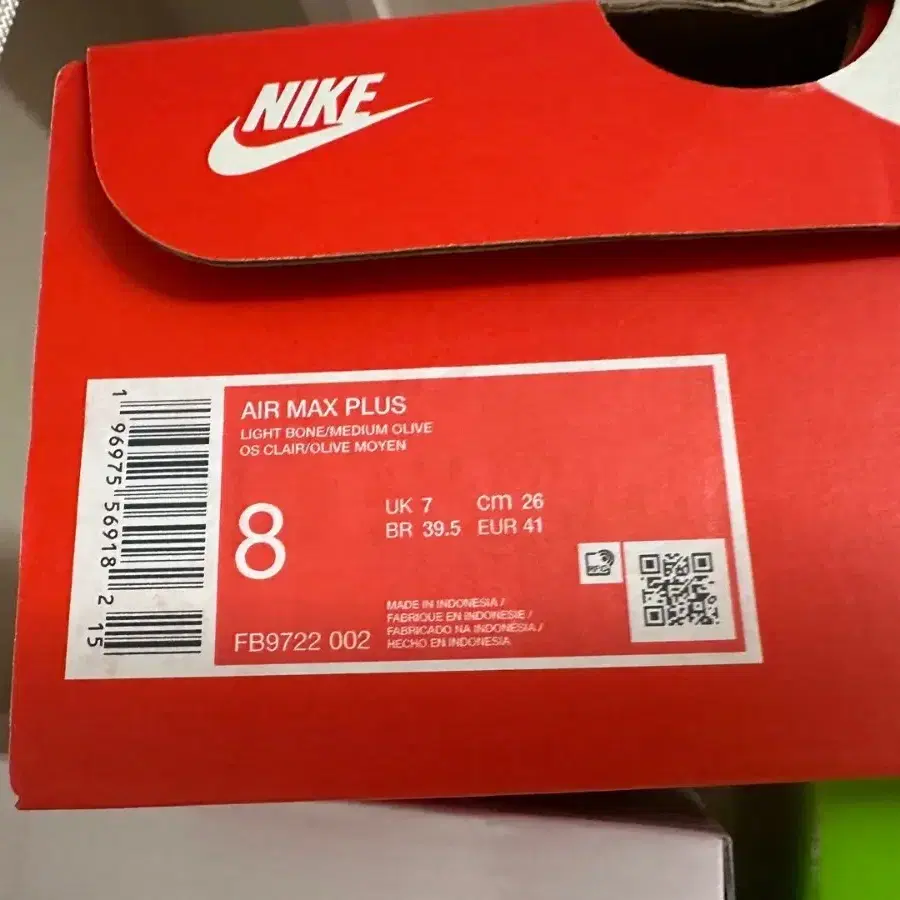 NIKE
AIR MAX PLUS
LIGHT BONE/MEDIUM OLIVE
OS CLAIR/OLIVE MOYEN
8
UK 7 cm 26
BR 39.5 EUR 41
MADE IN INDONESIA /
FABRIQUE EN INDONESIE /
FABRICADO NA INDONESIA /
HECHO EN INDONESIA
FB9722 002
1 96975 56918 2 15